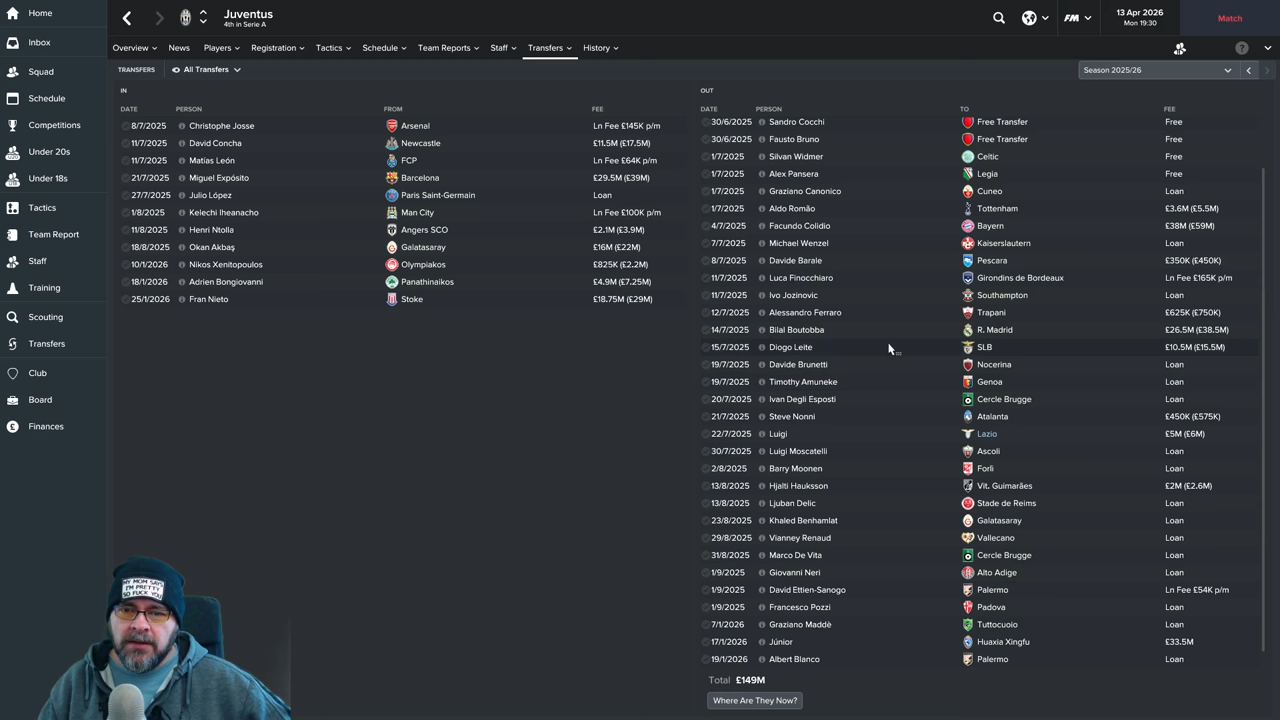 Home
Inbox
Squad
Schedule
Competitions
Under 20s
Under 18s
Tactics
Team Report
Staff
Training
Scouting
Transfers
Club
Board
Finances
Juventus
4th in Serie A
FM
13 Apr 2026
Mon 19:30
Match
Overview News Players Registration Tactics Schedule Team Reports Staff Transfers History
TRANSFERS All Transfers
Season 2025/26
IN
DATE PERSON FROM FEE
8/7/2025 Christophe Josse Arsenal Ln Fee £145K p/m
11/7/2025 David Concha Newcastle £11.5M (£17.5M)
11/7/2025 Matías León FCP Ln Fee £64K p/m
21/7/2025 Miguel Expósito Barcelona £29.5M (£39M)
27/7/2025 Julio López Paris Saint-Germain Loan
1/8/2025 Kelechi Iheanacho Man City Ln Fee £100K p/m
11/8/2025 Henri Ntolla Angers SCO £2.1M (£3.9M)
18/8/2025 Okan Akbaş Galatasaray £16M (£22M)
10/1/2026 Nikos Xenitopoulos Olympiakos £825K (£2.2M)
18/1/2026 Adrien Bongiovanni Panathinaikos £4.9M (£7.25M)
25/1/2026 Fran Nieto Stoke £18.75M (£29M)
OUT
DATE PERSON TO FEE
30/6/2025 Sandro Cocchi Free Transfer Free
30/6/2025 Fausto Bruno Free Transfer Free
1/7/2025 Silvan Widmer Celtic Free
1/7/2025 Alex Pansera Legia Free
1/7/2025 Graziano Canonico Cuneo Loan
1/7/2025 Aldo Romão Tottenham £3.6M (£5.5M)
4/7/2025 Facundo Colidio Bayern £38M (£59M)
7/7/2025 Michael Wenzel Kaiserslautern Loan
8/7/2025 Davide Barale Pescara £350K (£450K)
11/7/2025 Luca Finocchiaro Girondins de Bordeaux Ln Fee £165K p/m
11/7/2025 Ivo Jozinovic Southampton Loan
12/7/2025 Alessandro Ferraro Trapani £625K (£750K)
14/7/2025 Bilal Boutobba R. Madrid £26.5M (£38.5M)
15/7/2025 Diogo Leite SLB £10.5M (£15.5M)
19/7/2025 Davide Brunetti Nocerina Loan
19/7/2025 Timothy Amuneke Genoa Loan
20/7/2025 Ivan Degli Esposti Cercle Brugge Loan
21/7/2025 Steve Nonni Atalanta £450K (£575K)
22/7/2025 Luigi Lazio £5M (£6M)
30/7/2025 Luigi Moscatelli Ascoli Loan
2/8/2025 Barry Moonen Forlì Loan
13/8/2025 Hjalti Hauksson Vit. Guimarães £2M (£2.6M)
13/8/2025 Ljuban Delic Stade de Reims Loan
23/8/2025 Khaled Benhamlat Galatasaray Loan
29/8/2025 Vianney Renaud Vallecano Loan
31/8/2025 Marco De Vita Cercle Brugge Loan
1/9/2025 Giovanni Neri Alto Adige Loan
1/9/2025 David Ettien-Sanogo Palermo Ln Fee £54K p/m
1/9/2025 Francesco Pozzi Padova Loan
7/1/2026 Graziano Maddè Tuttocuoio Loan
17/1/2026 Júnior Huaxia Xingfu £33.5M
19/1/2026 Albert Blanco Palermo Loan
Total £149M
Where Are They Now?
MY MOM SAYS
I'M PRETTY
SO FUCK YOU